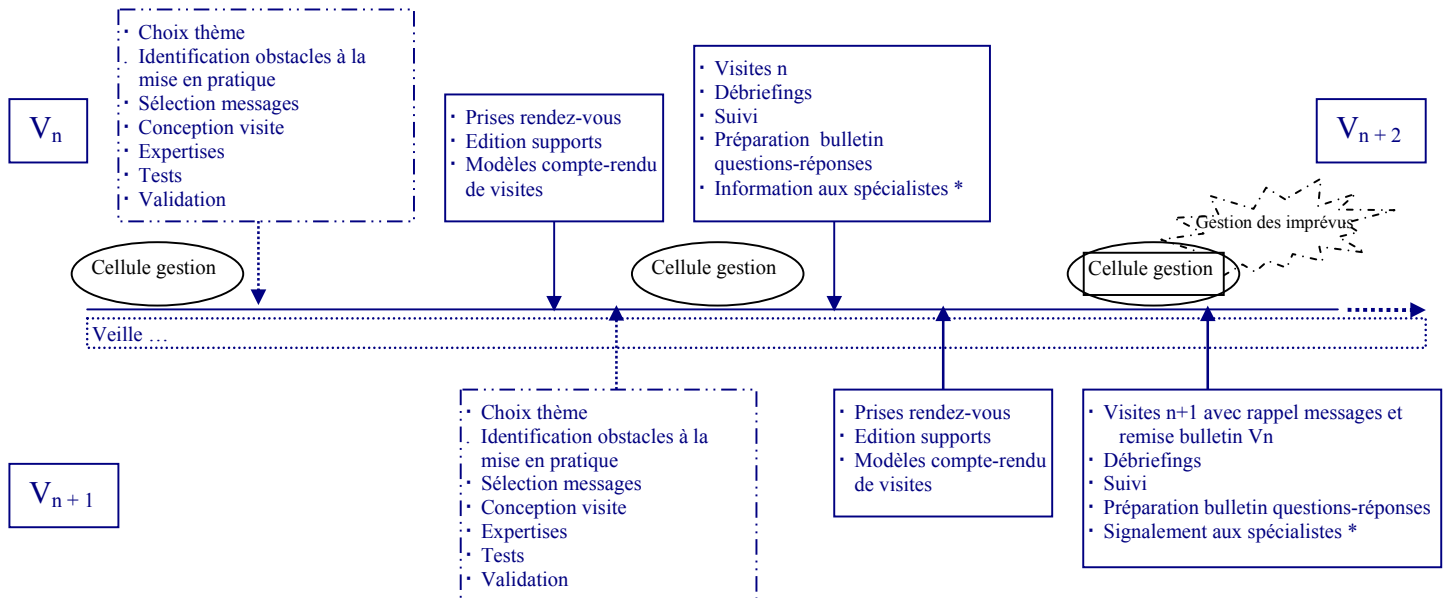 · Choix thème
. Identification obstacles à la
mise en pratique
· Sélection messages
· Conception visite
· Expertises
· Tests
· Validation
V n
· Prises rendez-vous
· Edition supports
· Modèles compte-rendu
de visites
· Visites n
· Débriefings
· Suivi
· Préparation bulletin
questions-réponses
· Information aux spécialistes *
V n + 2
Gestion des imprévus
Cellule gestion
Cellule gestion
Cellule gestion
Veille ...
V n + 1
· Choix thème
. Identification obstacles à la
mise en pratique
· Sélection messages
· Conception visite
· Expertises
· Tests
· Validation
· Prises rendez-vous
· Edition supports
· Modèles compte-rendu
de visites
· Visites n+1 avec rappel messages et
remise bulletin Vn
· Débriefings
· Suivi
· Préparation bulletin questions-réponses
· Signalement aux spécialistes *